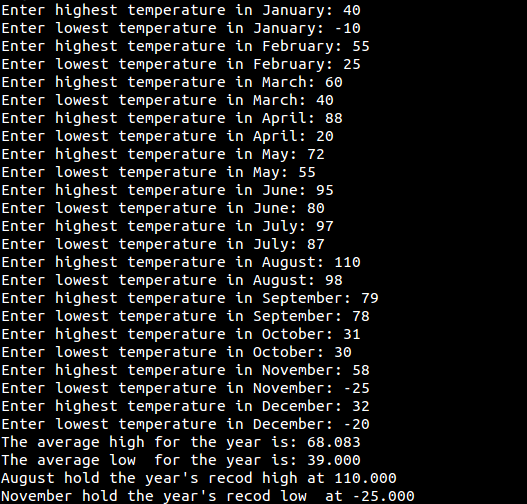 Enter highest temperature in January: 40
Enter lowest temperature in January: -10
Enter highest temperature in February: 55
Enter lowest temperature in February: 25
Enter highest temperature in March: 60
Enter lowest temperature in March: 40
Enter highest temperature in April: 88
Enter lowest temperature in April: 20
Enter highest temperature in May: 72
Enter lowest temperature in May: 55
Enter highest temperature in June: 95
Enter lowest temperature in June: 80
Enter highest temperature in July: 97
Enter lowest temperature in July: 87
Enter highest temperature in August: 110
Enter lowest temperature in August: 98
Enter highest temperature in September: 79
Enter lowest temperature in September: 78
Enter highest temperature in October: 31
Enter lowest temperature in October: 30
Enter highest temperature in November: 58
Enter lowest temperature in November: -25
Enter highest temperature in December: 32
Enter lowest temperature in December: -20
The average high for the year is: 68.083
The average low  for the year is: 39.000
August hold the year's recod high at 110.000
November hold the year's recod low  at -25.000